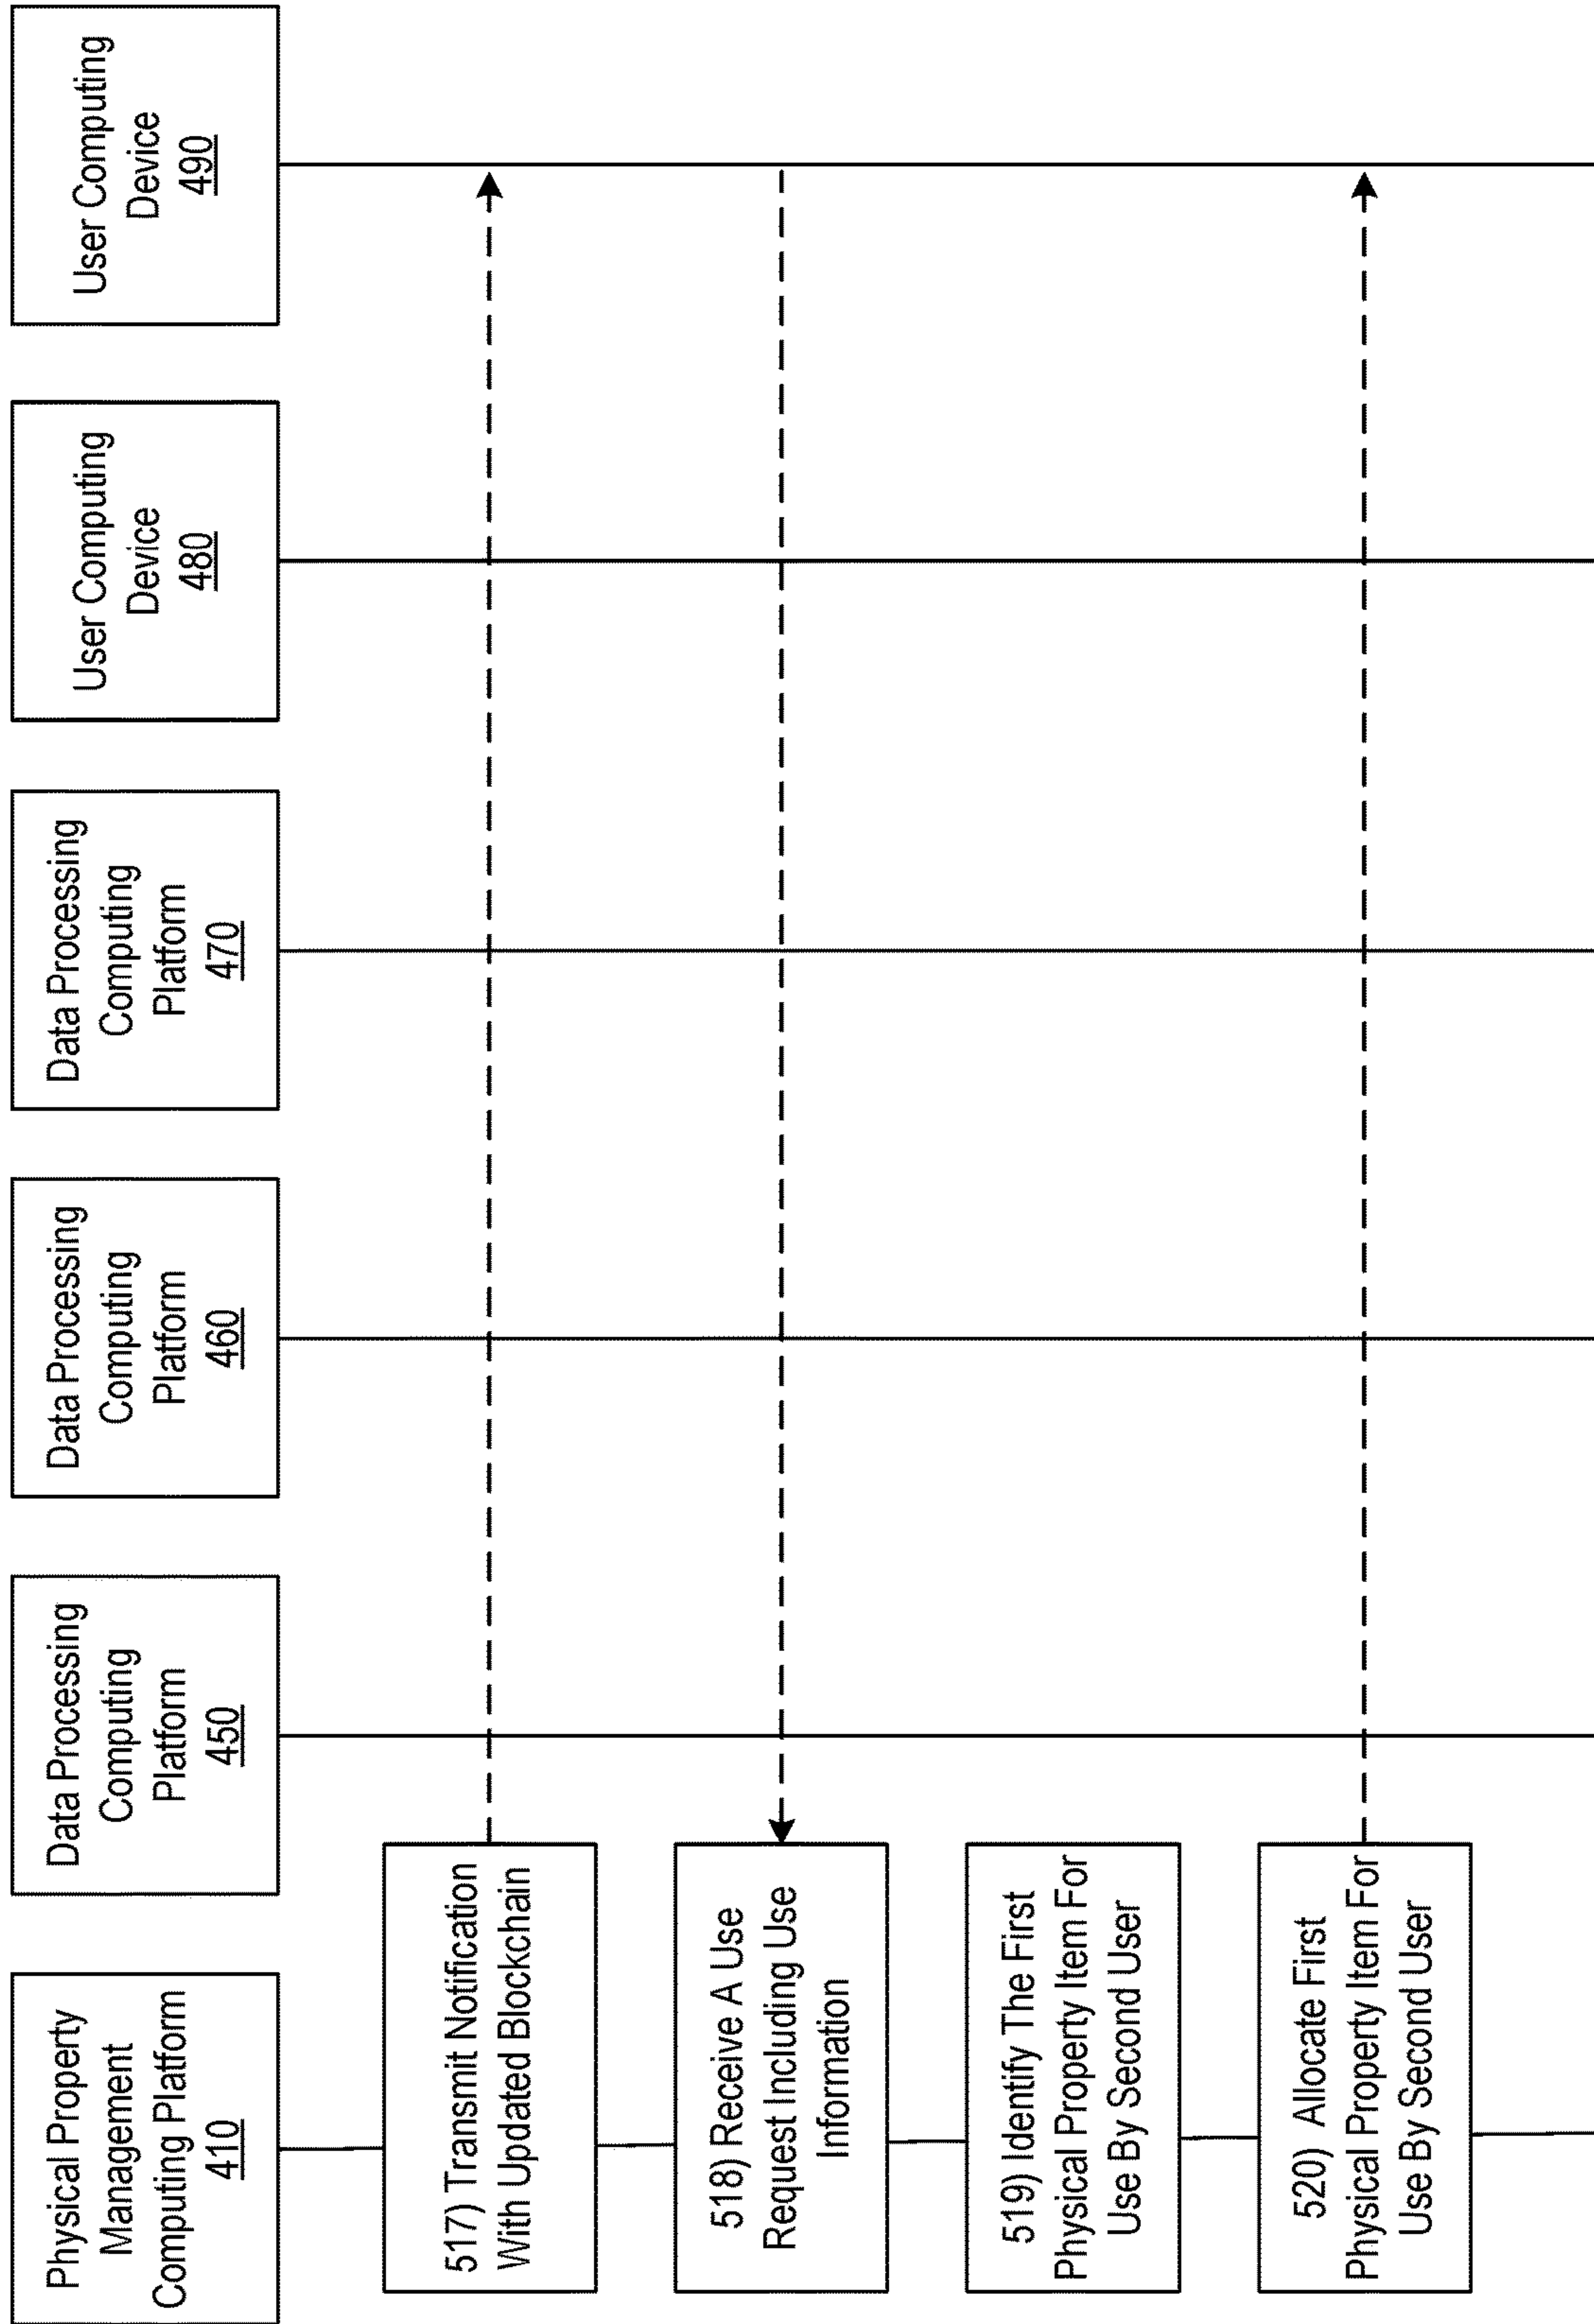 Physical Property
Management
Computing Platform
410
Data Processing
Computing
Platform
450
Data Processing
Computing
Platform
460
Data Processing
Computing
Platform
470
User Computing
Device
480
User Computing
Device
490
517) Transmit Notification
With Updated Blockchain
518) Receive A Use
Request Including Use
Information
519) Identify The First
Physical Property Item For
Use By Second User
520) Allocate First
Physical Property Item For
Use By Second User